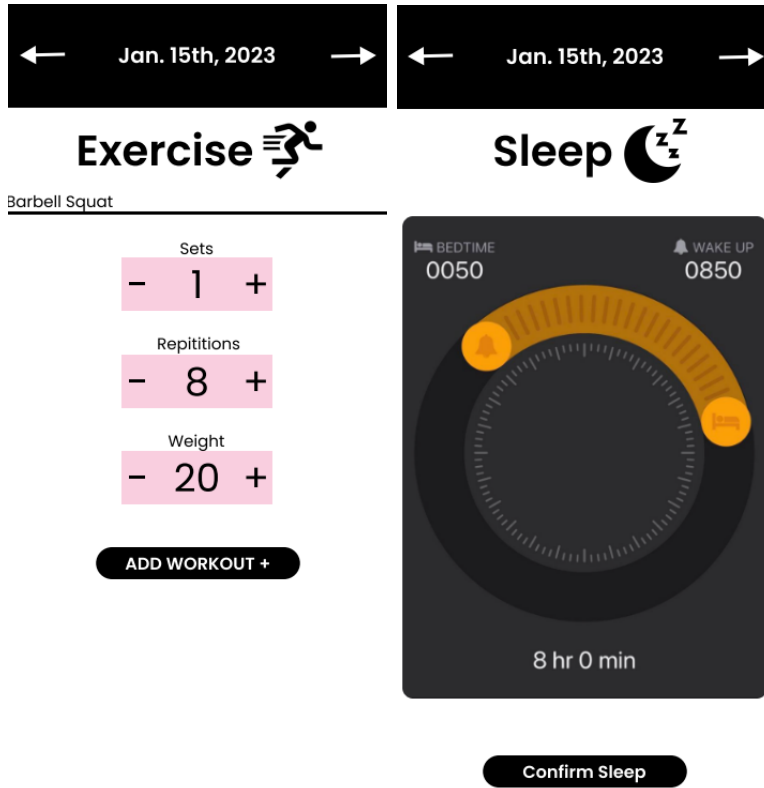 Jan. 15th, 2023
Exercise
Barbell Squat
Sets
- 1 +
Repititions
- 8 +
Weight
- 20 +
ADD WORKOUT +
Jan. 15th, 2023
Sleep zzZ
BEDTIME
0050
WAKE UP
0850
8 hr 0 min
Confirm Sleep